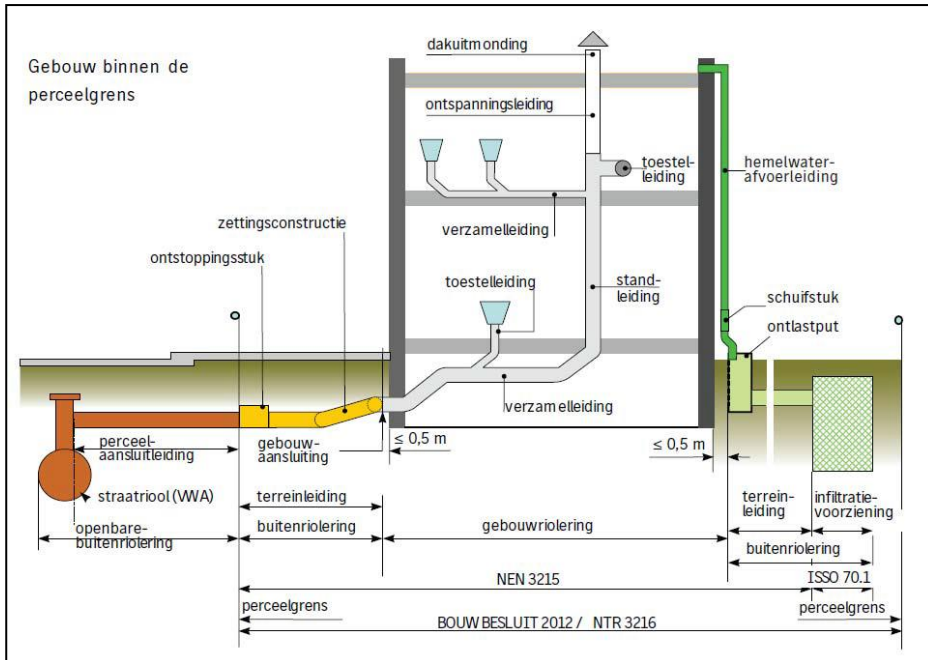 Gebouw binnen de
perceelgrens
dakuitmonding
ontspanningsleiding
toestel-
leiding
hemelwater-
afvoerleiding
verzamelleiding
zettingsconstructie
ontstoppingsstuk
toestelleiding
stand-
leiding
schuifstuk
ontlastput
verzamelleiding
≤ 0,5 m
≤ 0,5 m
perceel-
aansluitleiding
gebouw-
aansluiting
straatriool (VWA)
openbare-
buitenriolering
terreinleiding
buitenriolering
gebouwriolering
terrein-
leiding
infiltratie-
voorziening
buitenriolering
NEN 3215
ISSO 70.1
perceelgrens
perceelgrens
BOUW BESLUIT 2012 / NTR 3216